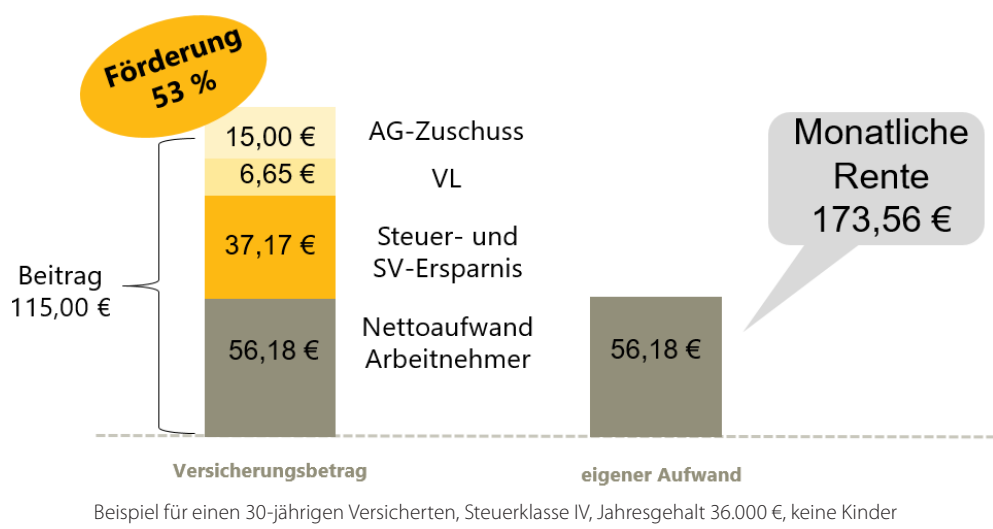 Förderung
53 %
15,00 €
AG-Zuschuss
6,65 €
VL
37,17 €
Steuer- und
SV-Ersparnis
Beitrag
115,00 €
56,18 €
Nettoaufwand
Arbeitnehmer
56,18 €
Monatliche
Rente
173,56 €
Versicherungsbetrag
eigener Aufwand
Beispiel für einen 30-jährigen Versicherten, Steuerklasse IV, Jahresgehalt 36.000 €, keine Kinder